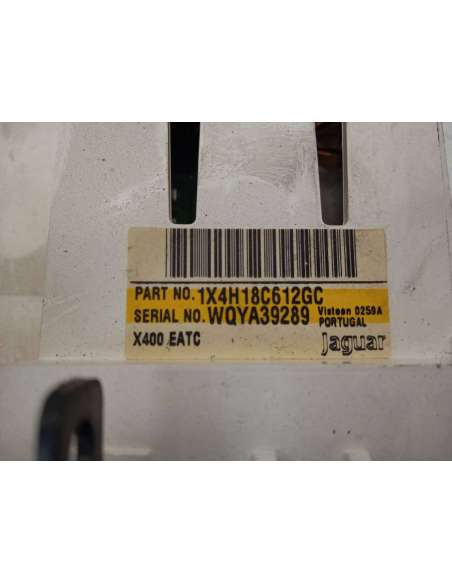 PART NO. 1X4H18C612GC
SERIAL NO. WQYA39289 Visteon 0259A
PORTUGAL
X400 EATC Jaguar